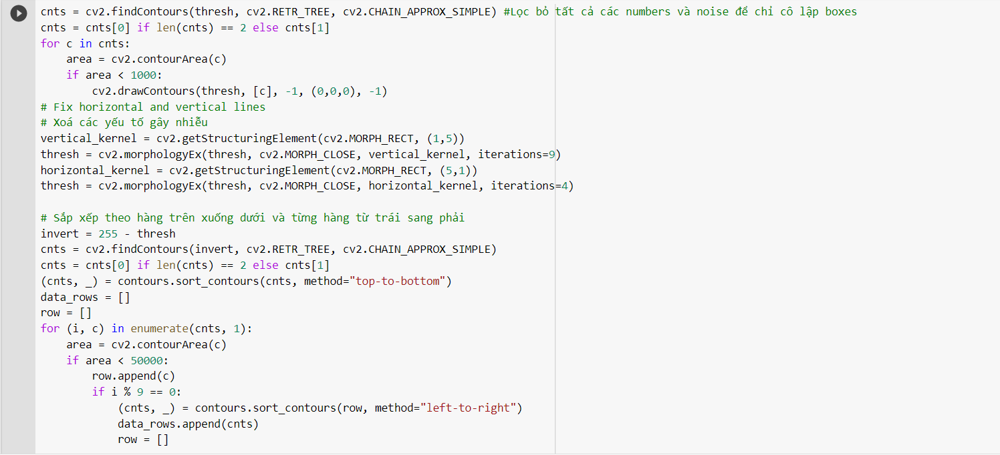 cnts = cv2.findContours(thresh, cv2.RETR_TREE, cv2.CHAIN_APPROX_SIMPLE) #Lọc bỏ tất cả các numbers và noise để chỉ cô lập boxes
cnts = cnts[0] if len(cnts) == 2 else cnts[1]
for c in cnts:
    area = cv2.contourArea(c)
    if area < 1000:
        cv2.drawContours(thresh, [c], -1, (0,0,0), -1)
# Fix horizontal and vertical lines
# Xoá các yếu tố gây nhiễu
vertical_kernel = cv2.getStructuringElement(cv2.MORPH_RECT, (1,5))
thresh = cv2.morphologyEx(thresh, cv2.MORPH_CLOSE, vertical_kernel, iterations=9)
horizontal_kernel = cv2.getStructuringElement(cv2.MORPH_RECT, (5,1))
thresh = cv2.morphologyEx(thresh, cv2.MORPH_CLOSE, horizontal_kernel, iterations=4)

# Sắp xếp theo hàng trên xuống dưới và từng hàng từ trái sang phải
invert = 255 - thresh
cnts = cv2.findContours(invert, cv2.RETR_TREE, cv2.CHAIN_APPROX_SIMPLE)
cnts = cnts[0] if len(cnts) == 2 else cnts[1]
(cnts, _) = contours.sort_contours(cnts, method="top-to-bottom")
data_rows = []
row = []
for (i, c) in enumerate(cnts, 1):
    area = cv2.contourArea(c)
    if area < 50000:
        row.append(c)
        if i % 9 == 0:
            (cnts, _) = contours.sort_contours(row, method="left-to-right")
            data_rows.append(cnts)
            row = []